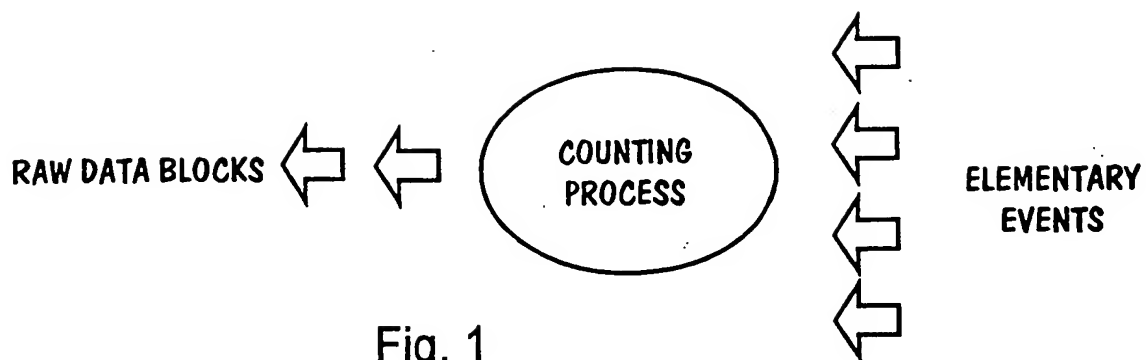 RAW DATA BLOCKS
COUNTING
PROCESS
ELEMENTARY
EVENTS
Fig. 1